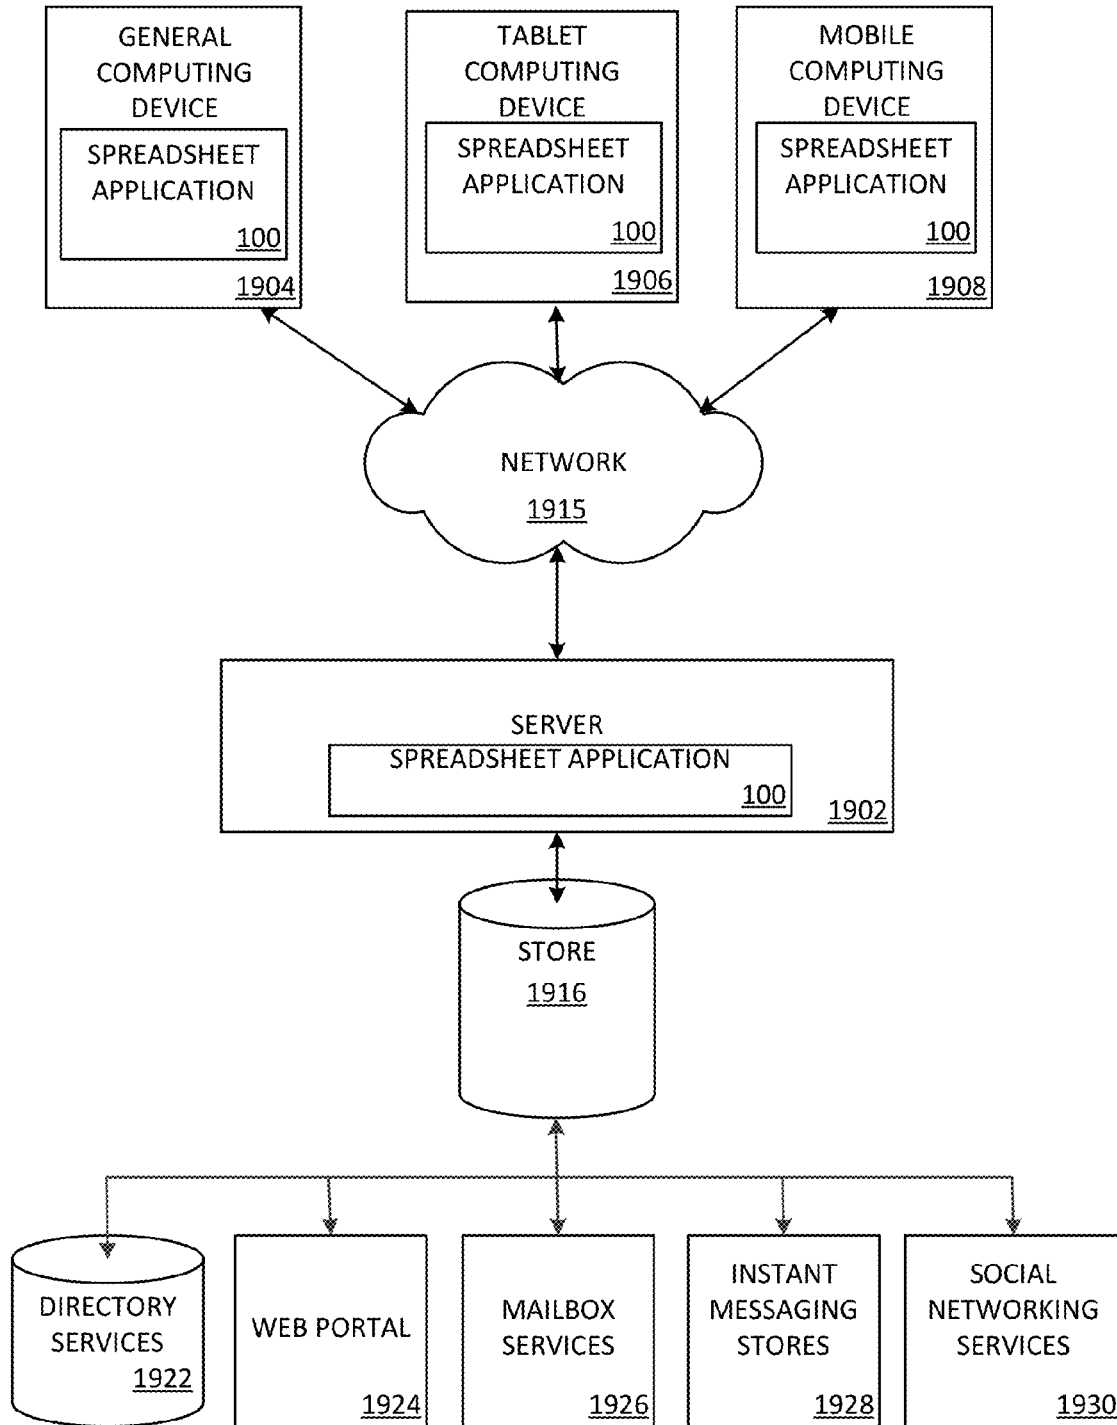 GENERAL
COMPUTING
DEVICE
SPREADSHEET
APPLICATION
100
1904
TABLET
COMPUTING
DEVICE
SPREADSHEET
APPLICATION
100
1906
MOBILE
COMPUTING
DEVICE
SPREADSHEET
APPLICATION
100
1908
NETWORK
1915
SERVER
SPREADSHEET APPLICATION
100
1902
STORE
1916
DIRECTORY
SERVICES
1922
WEB PORTAL
1924
MAILBOX
SERVICES
1926
INSTANT
MESSAGING
STORES
1928
SOCIAL
NETWORKING
SERVICES
1930